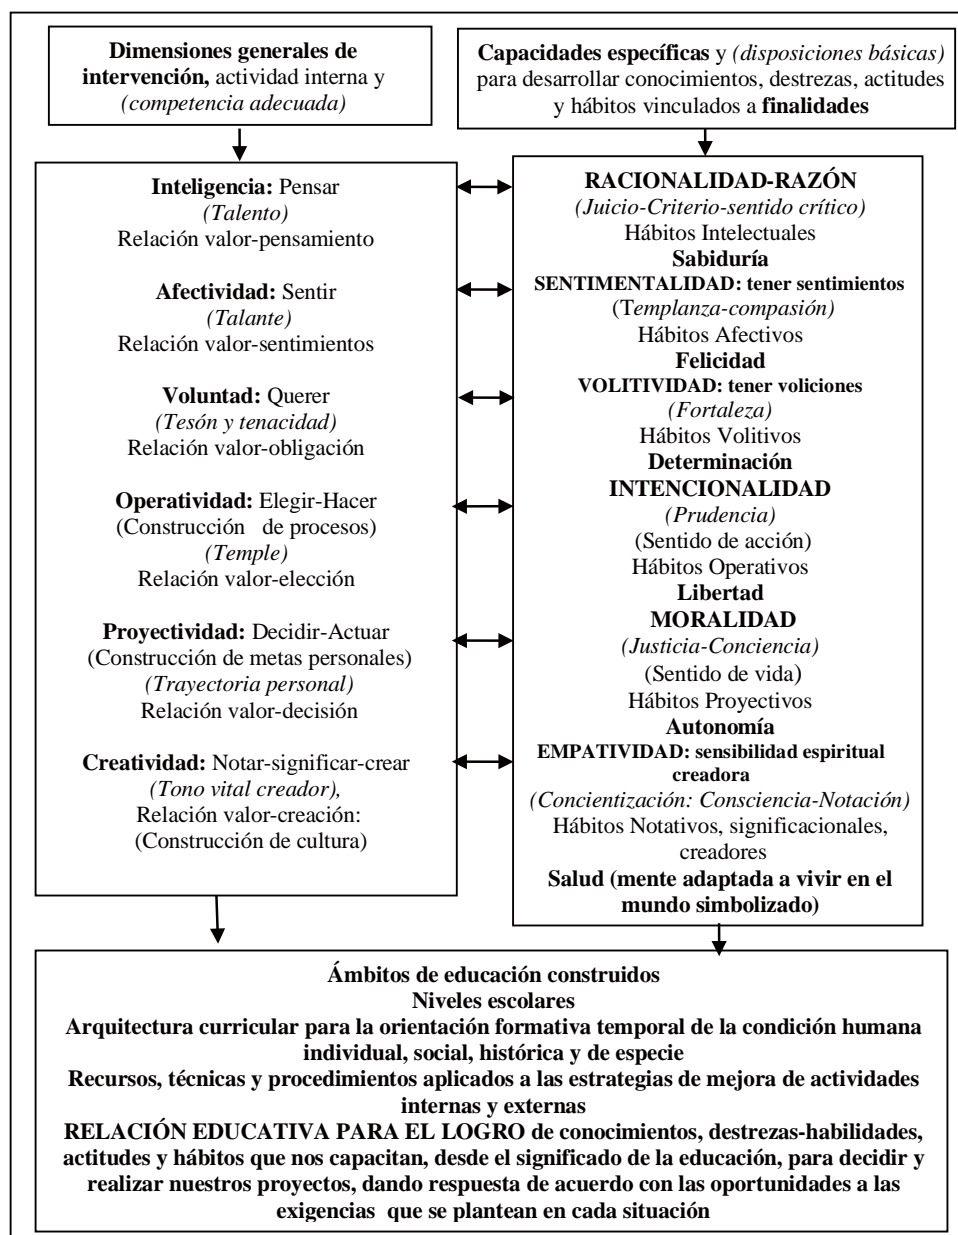 Dimensiones generales de
intervención, actividad interna y
(competencia adecuada)
Capacidades específicas y (disposiciones básicas)
para desarrollar conocimientos, destrezas, actitudes
y hábitos vinculados a finalidades
Inteligencia: Pensar
(Talento)
Relación valor-pensamiento
Afectividad: Sentir
(Talante)
Relación valor-sentimientos
Voluntad: Querer
(Tesón y tenacidad)
Relación valor-obligación
Operatividad: Elegir-Hacer
(Construcción de procesos)
(Temple)
Relación valor-elección
Proyectividad: Decidir-Actuar
(Construcción de metas personales)
(Trayectoria personal)
Relación valor-decisión
Creatividad: Notar-significar-crear
(Tono vital creador),
Relación valor-creación:
(Construcción de cultura)
RACIONALIDAD-RAZÓN
(Juicio-Criterio-sentido crítico)
Hábitos Intelectuales
Sabiduría
SENTIMENTALIDAD: tener sentimientos
(Templanza-compasión)
Hábitos Afectivos
Felicidad
VOLITIVIDAD: tener voliciones
(Fortaleza)
Hábitos Volitivos
Determinación
INTENCIONALIDAD
(Prudencia)
(Sentido de acción)
Hábitos Operativos
Libertad
MORALIDAD
(Justicia-Conciencia)
(Sentido de vida)
Hábitos Proyectivos
Autonomía
EMPATIVIDAD: sensibilidad espiritual
creadora
(Concientización: Consciencia-Notación)
Hábitos Notativos, significacionales,
creadores
Salud (mente adaptada a vivir en el
mundo simbolizado)
Ámbitos de educación construidos
Niveles escolares
Arquitectura curricular para la orientación formativa temporal de la condición humana
individual, social, histórica y de especie
Recursos, técnicas y procedimientos aplicados a las estrategias de mejora de actividades
internas y externas
RELACIÓN EDUCATIVA PARA EL LOGRO de conocimientos, destrezas-habilidades,
actitudes y hábitos que nos capacitan, desde el significado de la educación, para decidir y
realizar nuestros proyectos, dando respuesta de acuerdo con las oportunidades a las
exigencias que se plantean en cada situación